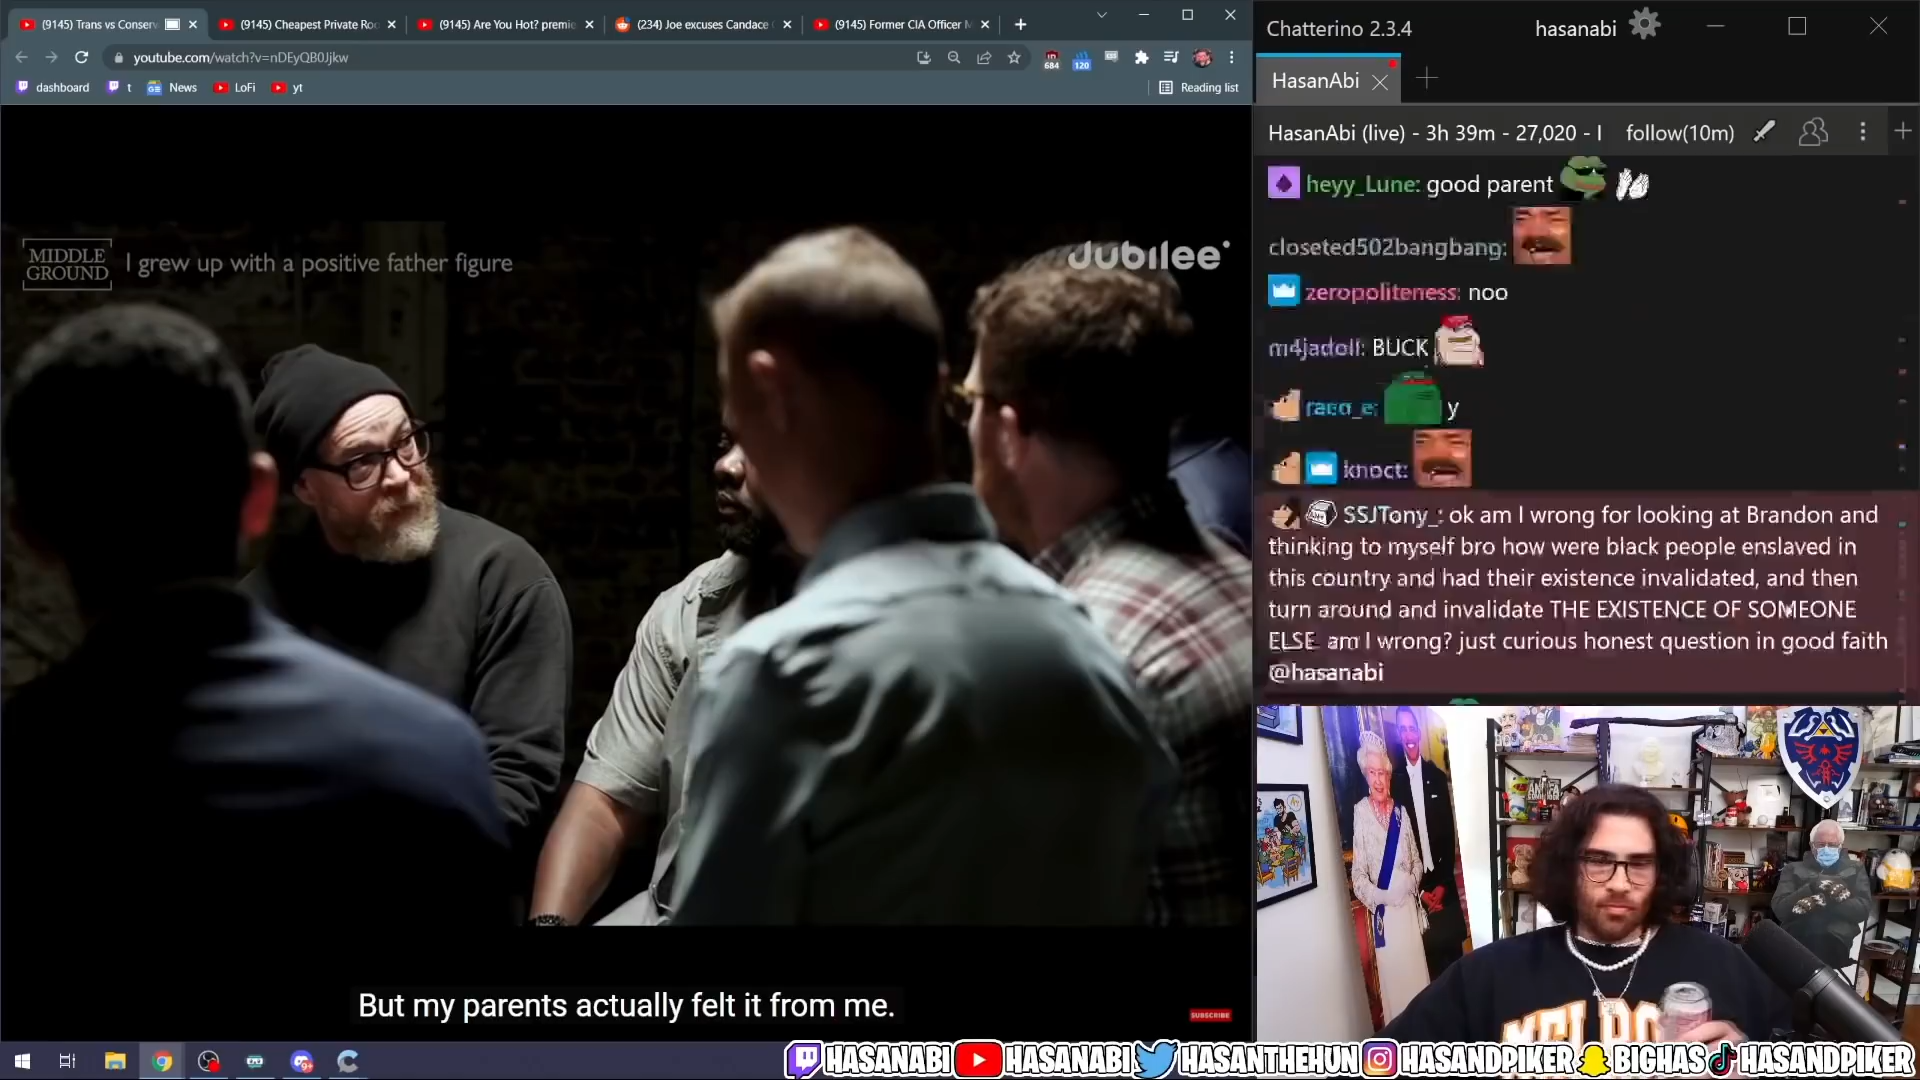 (9145) Trans vs Conserv
(9145) Cheapest Private Roo
(9145) Are You Hot? premie
(234) Joe excuses Candace
(9145) Former CIA Officer
youtube.com/watch?v=nDEyQB0Jjkw
684
120
dashboard
t
News
LoFi
yt
Reading list
MIDDLE
GROUND
I grew up with a positive father figure
dubilee
But my parents actually felt it from me.
SUBSCRIBE
Chatterino 2.3.4
hasanabi
HasanAbi
HasanAbi (live) - 3h 39m - 27,020 - I
follow(10m)
heyy_Lune: good parent
closeted502bangbang:
zeropoliteness: noo
m4jadoll: BUCK
raco_e: y
knoct:
SSJTony_: ok am I wrong for looking at Brandon and
thinking to myself bro how were black people enslaved in
this country and had their existence invalidated, and then
turn around and invalidate THE EXISTENCE OF SOMEONE
ELSE am I wrong? just curious honest question in good faith
@hasanabi
HASANABI
HASANABI
HASANTHEHUN
HASANDPIKER
BIGHAS
HASANDPIKER